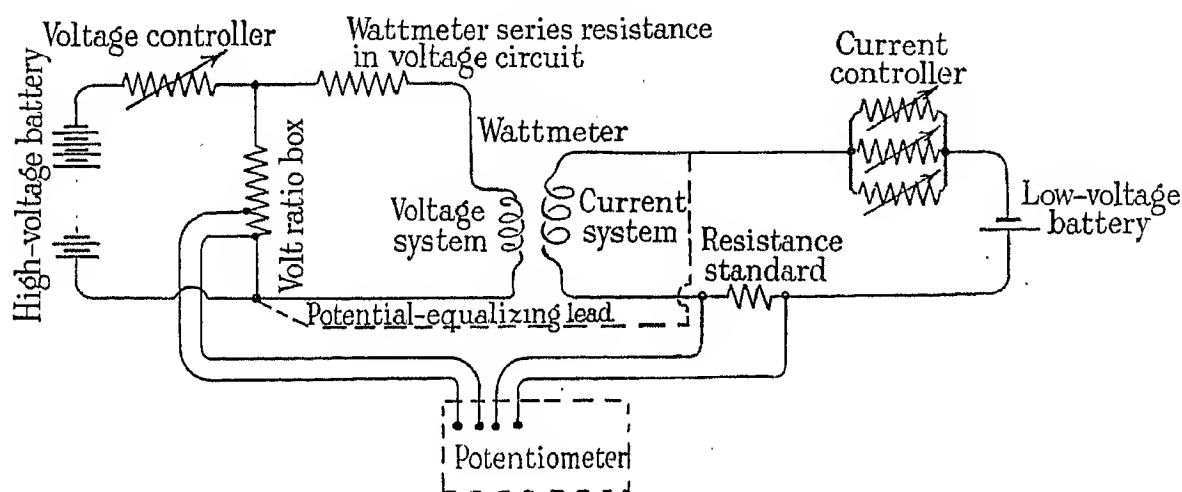 Voltage controller
Wattmeter series resistance
in voltage circuit
Current
controller
High-voltage battery
Volt ratio box
Wattmeter
Voltage
system
Current
system
Resistance
standard
Low-voltage
battery
Potential-equalizing lead
Potentiometer